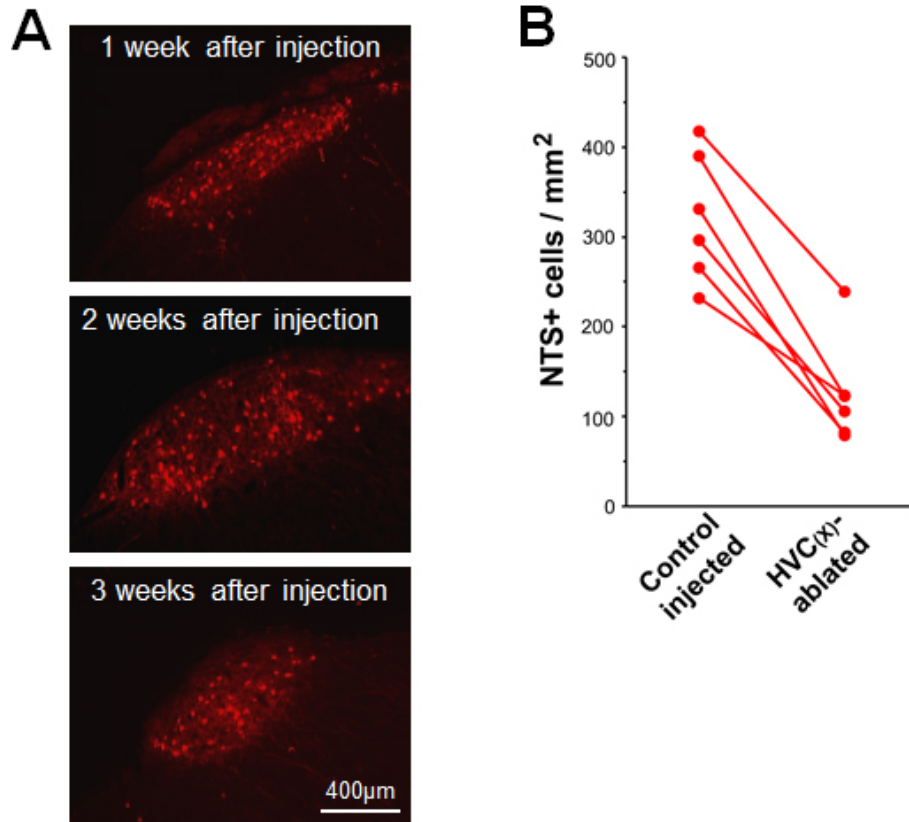 A
1 week after injection
2 weeks after injection
3 weeks after injection
400µm
B
NTS+ cells / mm²
500
400
300
200
100
0
Control
injected
HVC(X)-
ablated